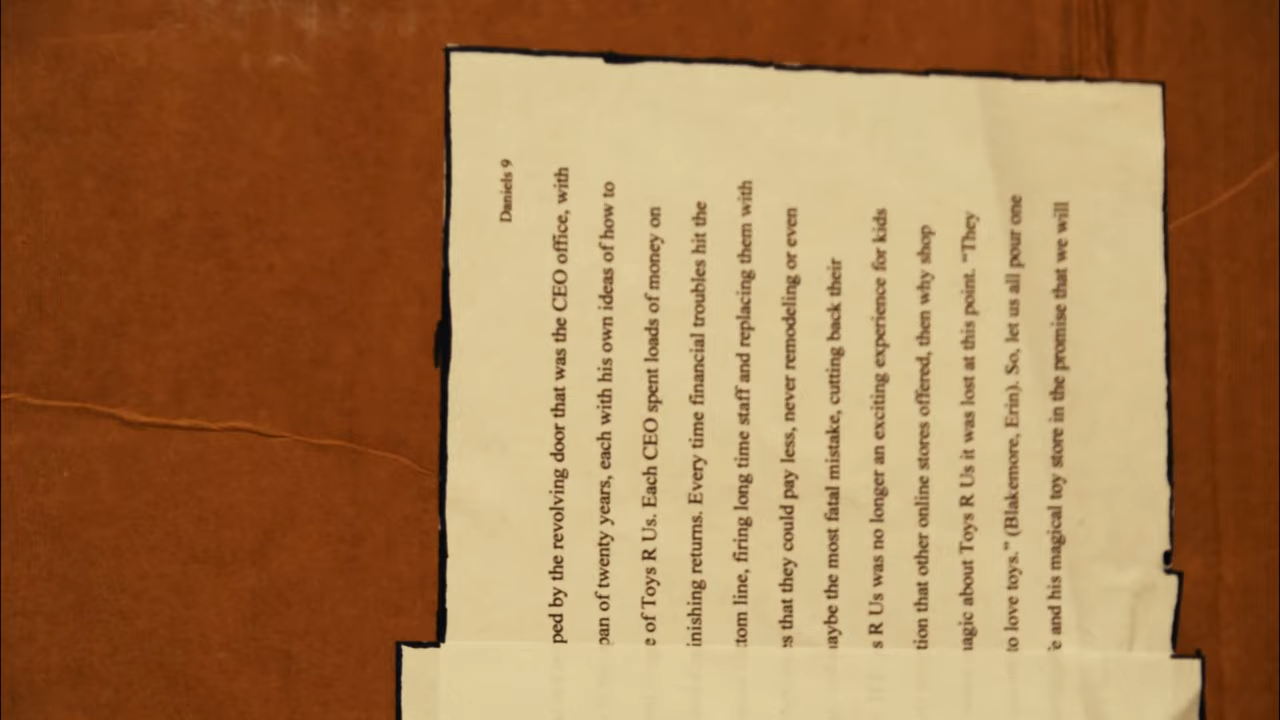 Daniels 9
ped by the revolving door that was the CEO office, with
pan of twenty years, each with his own ideas of how to
e of Toys R Us. Each CEO spent loads of money on
inishing returns. Every time financial troubles hit the
tom line, firing long time staff and replacing them with
es that they could pay less, never remodeling or even
aybe the most fatal mistake, cutting back their
s R Us was no longer an exciting experience for kids
tion that other online stores offered, then why shop
agic about Toys R Us it was lost at this point. “They
to love toys.” (Blakemore, Erin). So, let us all pour one
e and his magical toy store in the promise that we will